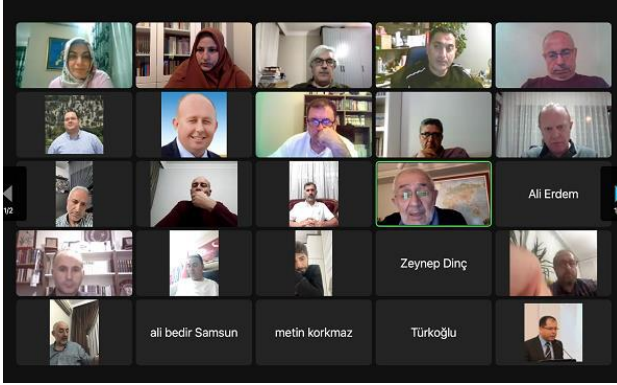 1/2
Ali Erdem
Zeynep Dinç
ali bedir Samsun
metin korkmaz
Türkoğlu